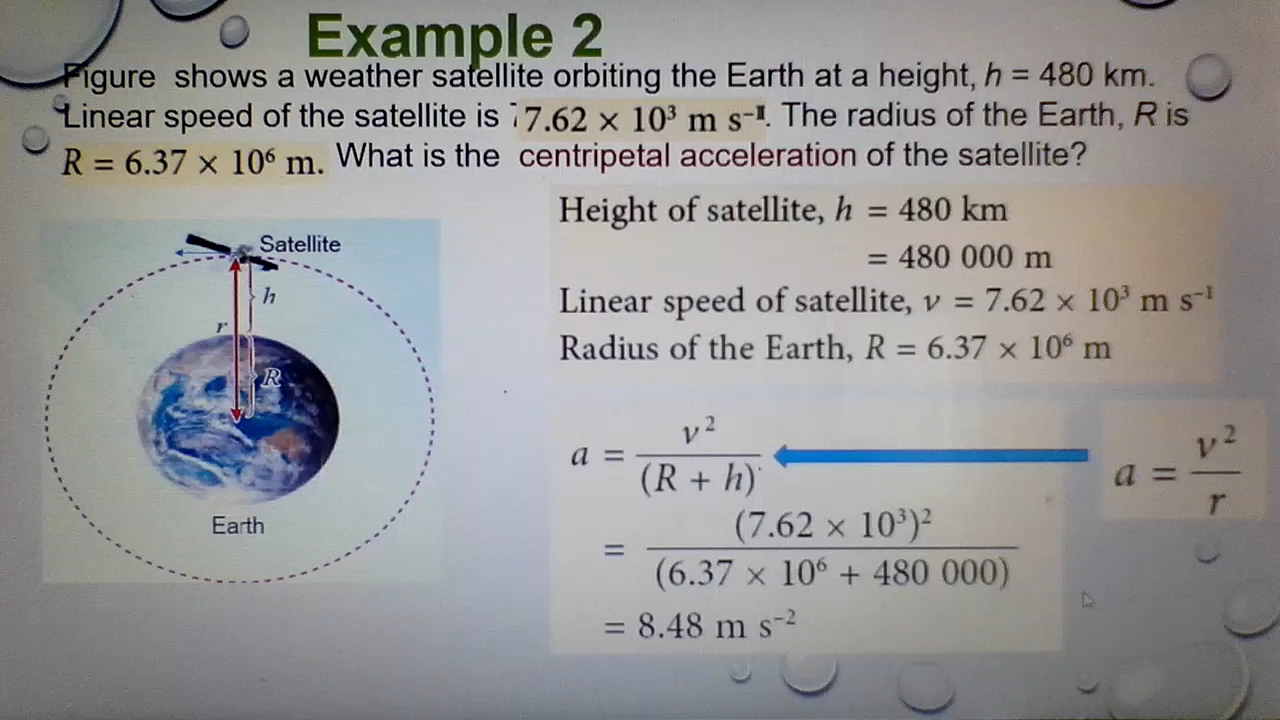 Example 2
Figure shows a weather satellite orbiting the Earth at a height, h = 480 km.
Linear speed of the satellite is 7.62 × 10³ m s⁻¹. The radius of the Earth, R is
R = 6.37 × 10⁶ m. What is the centripetal acceleration of the satellite?
Satellite
h
r
R
Earth
Height of satellite, h = 480 km
= 480 000 m
Linear speed of satellite, v = 7.62 × 10³ m s⁻¹
Radius of the Earth, R = 6.37 × 10⁶ m
a = v² / (R + h)
a = v² / r
= (7.62 × 10³)² / (6.37 × 10⁶ + 480 000)
= 8.48 m s⁻²